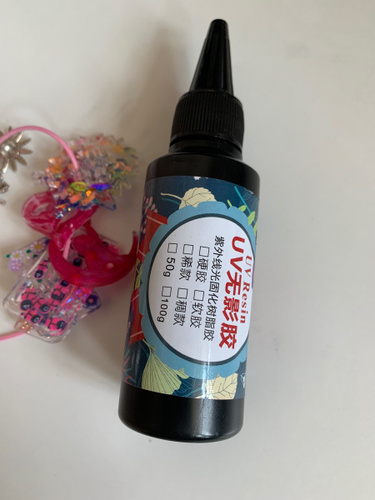 UV Resin
UV无影胶
紫外线光固化树脂胶
□硬胶 □软胶
□稀款 □稠款
□50g □100g